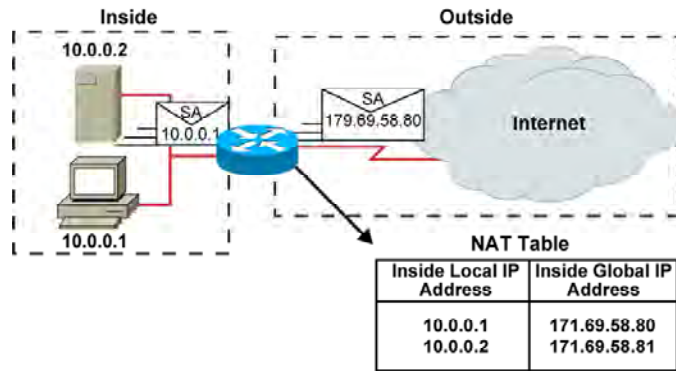 Inside
Outside
10.0.0.2
SA
10.0.0.1
SA
179.69.58.80
Internet
10.0.0.1
NAT Table
Inside Local IP Address
Inside Global IP Address
10.0.0.1 171.69.58.80
10.0.0.2 171.69.58.81